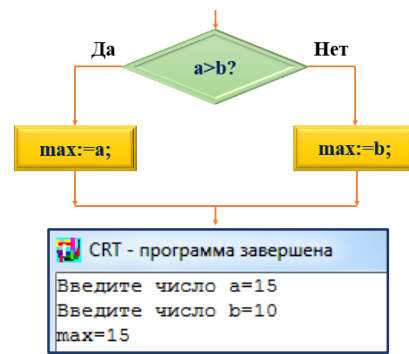 Да
Нет
a>b?
max:=a;
max:=b;
CRT - программа завершена
Введите число a=15
Введите число b=10
max=15